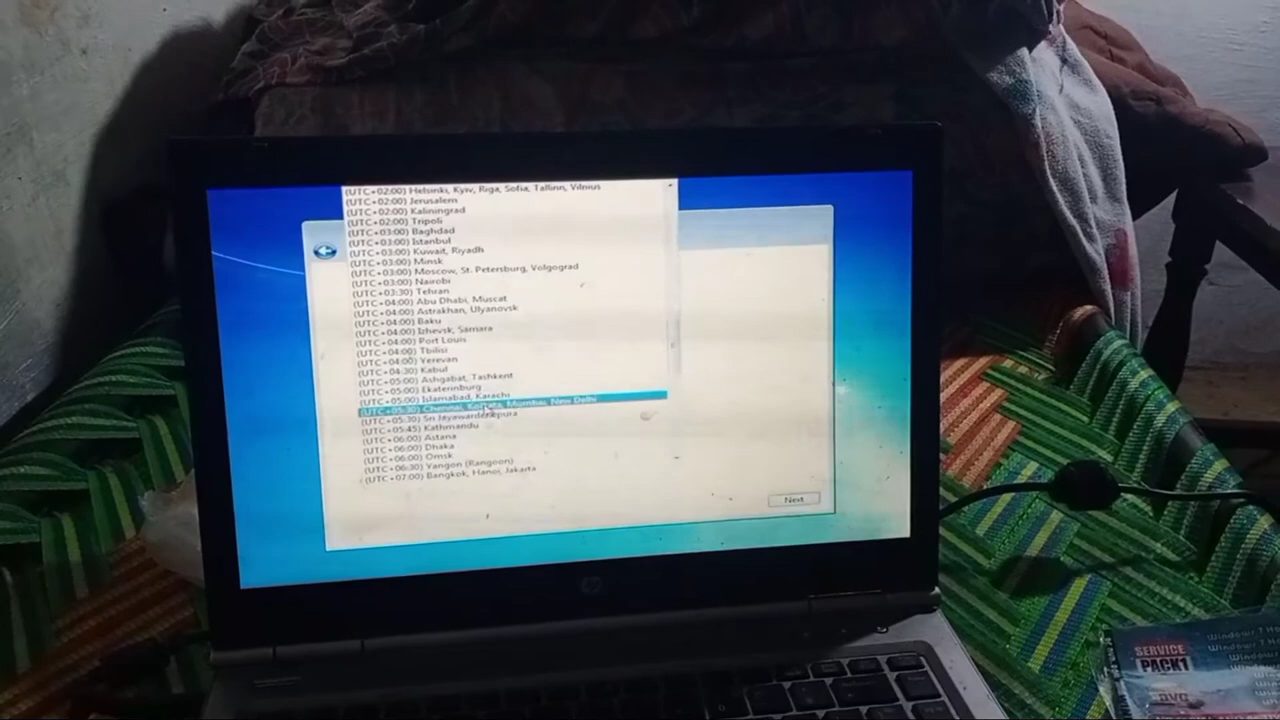 (UTC+02:00) Helsinki, Kyiv, Riga, Sofia, Tallinn, Vilnius
(UTC+02:00) Jerusalem
(UTC+02:00) Kaliningrad
(UTC+02:00) Tripoli
(UTC+03:00) Baghdad
(UTC+03:00) Istanbul
(UTC+03:00) Kuwait, Riyadh
(UTC+03:00) Minsk
(UTC+03:00) Moscow, St. Petersburg, Volgograd
(UTC+03:00) Nairobi
(UTC+03:30) Tehran
(UTC+04:00) Abu Dhabi, Muscat
(UTC+04:00) Astrakhan, Ulyanovsk
(UTC+04:00) Baku
(UTC+04:00) Izhevsk, Samara
(UTC+04:00) Port Louis
(UTC+04:00) Tbilisi
(UTC+04:00) Yerevan
(UTC+04:30) Kabul
(UTC+05:00) Ashgabat, Tashkent
(UTC+05:00) Ekaterinburg
(UTC+05:00) Islamabad, Karachi
(UTC+05:30) Chennai, Kolkata, Mumbai, New Delhi
(UTC+05:30) Sri Jayawardenepura
(UTC+05:45) Kathmandu
(UTC+06:00) Astana
(UTC+06:00) Dhaka
(UTC+06:00) Omsk
(UTC+06:30) Yangon (Rangoon)
(UTC+07:00) Bangkok, Hanoi, Jakarta
Next
hp
SERVICE
PACK1
DVD
Windows 7
Windows 7